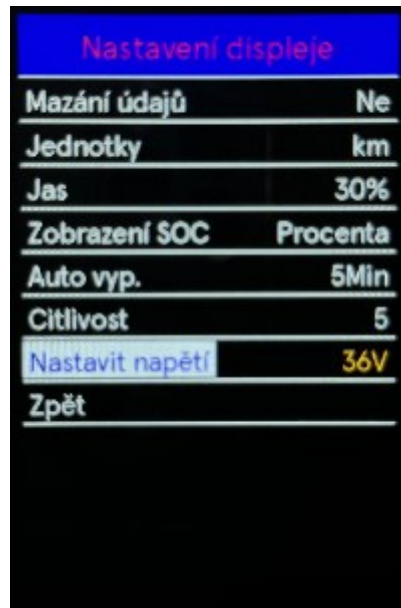 Nastavení displeje
Mazání údajů Ne
Jednotky km
Jas 30%
Zobrazení SOC Procenta
Auto vyp. 5Min
Citlivost 5
Nastavit napětí 36V
Zpět